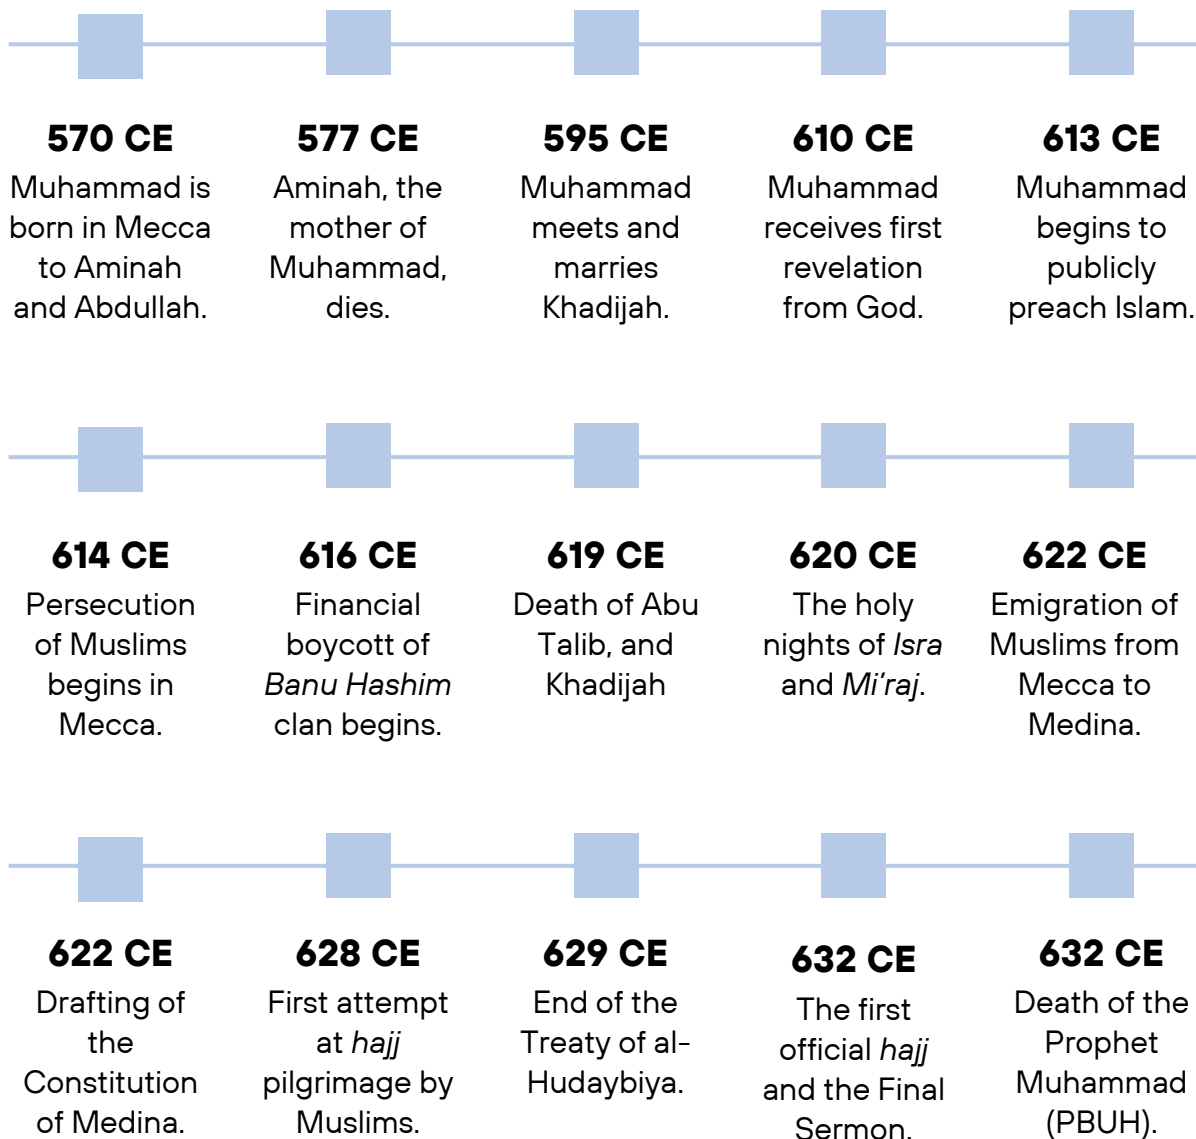 570 CE
Muhammad is
born in Mecca
to Aminah
and Abdullah.
577 CE
Aminah, the
mother of
Muhammad,
dies.
595 CE
Muhammad
meets and
marries
Khadijah.
610 CE
Muhammad
receives first
revelation
from God.
613 CE
Muhammad
begins to
publicly
preach Islam.
614 CE
Persecution
of Muslims
begins in
Mecca.
616 CE
Financial
boycott of
Banu Hashim
clan begins.
619 CE
Death of Abu
Talib, and
Khadijah
620 CE
The holy
nights of Isra
and Mi’raj.
622 CE
Emigration of
Muslims from
Mecca to
Medina.
622 CE
Drafting of
the
Constitution
of Medina.
628 CE
First attempt
at hajj
pilgrimage by
Muslims.
629 CE
End of the
Treaty of al-
Hudaybiya.
632 CE
The first
official hajj
and the Final
Sermon.
632 CE
Death of the
Prophet
Muhammad
(PBUH).